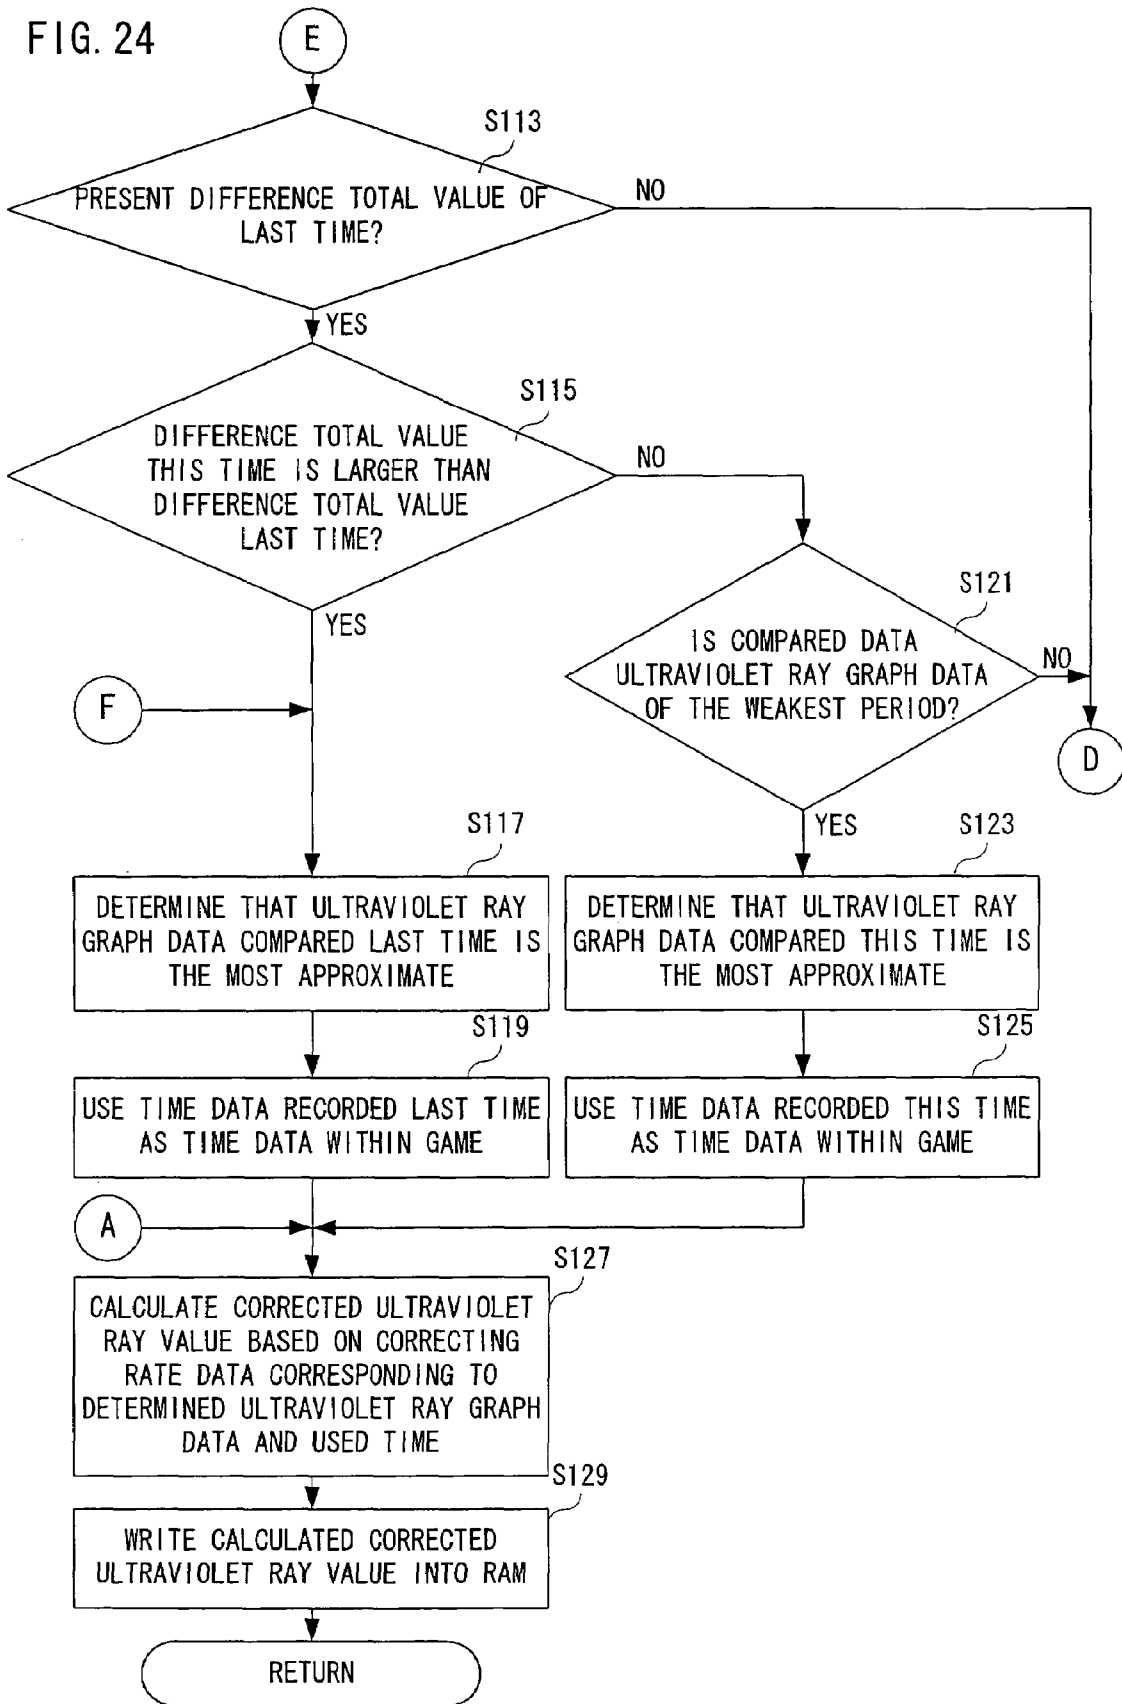 FIG. 24
E
S113
PRESENT DIFFERENCE TOTAL VALUE OF
LAST TIME?
NO
YES
S115
DIFFERENCE TOTAL VALUE
THIS TIME IS LARGER THAN
DIFFERENCE TOTAL VALUE
LAST TIME?
NO
YES
S121
IS COMPARED DATA
ULTRAVIOLET RAY GRAPH DATA
OF THE WEAKEST PERIOD?
NO
YES
F
D
S117
DETERMINE THAT ULTRAVIOLET RAY
GRAPH DATA COMPARED LAST TIME IS
THE MOST APPROXIMATE
S123
DETERMINE THAT ULTRAVIOLET RAY
GRAPH DATA COMPARED THIS TIME IS
THE MOST APPROXIMATE
S119
USE TIME DATA RECORDED LAST TIME
AS TIME DATA WITHIN GAME
S125
USE TIME DATA RECORDED THIS TIME
AS TIME DATA WITHIN GAME
A
S127
CALCULATE CORRECTED ULTRAVIOLET
RAY VALUE BASED ON CORRECTING
RATE DATA CORRESPONDING TO
DETERMINED ULTRAVIOLET RAY GRAPH
DATA AND USED TIME
S129
WRITE CALCULATED CORRECTED
ULTRAVIOLET RAY VALUE INTO RAM
RETURN